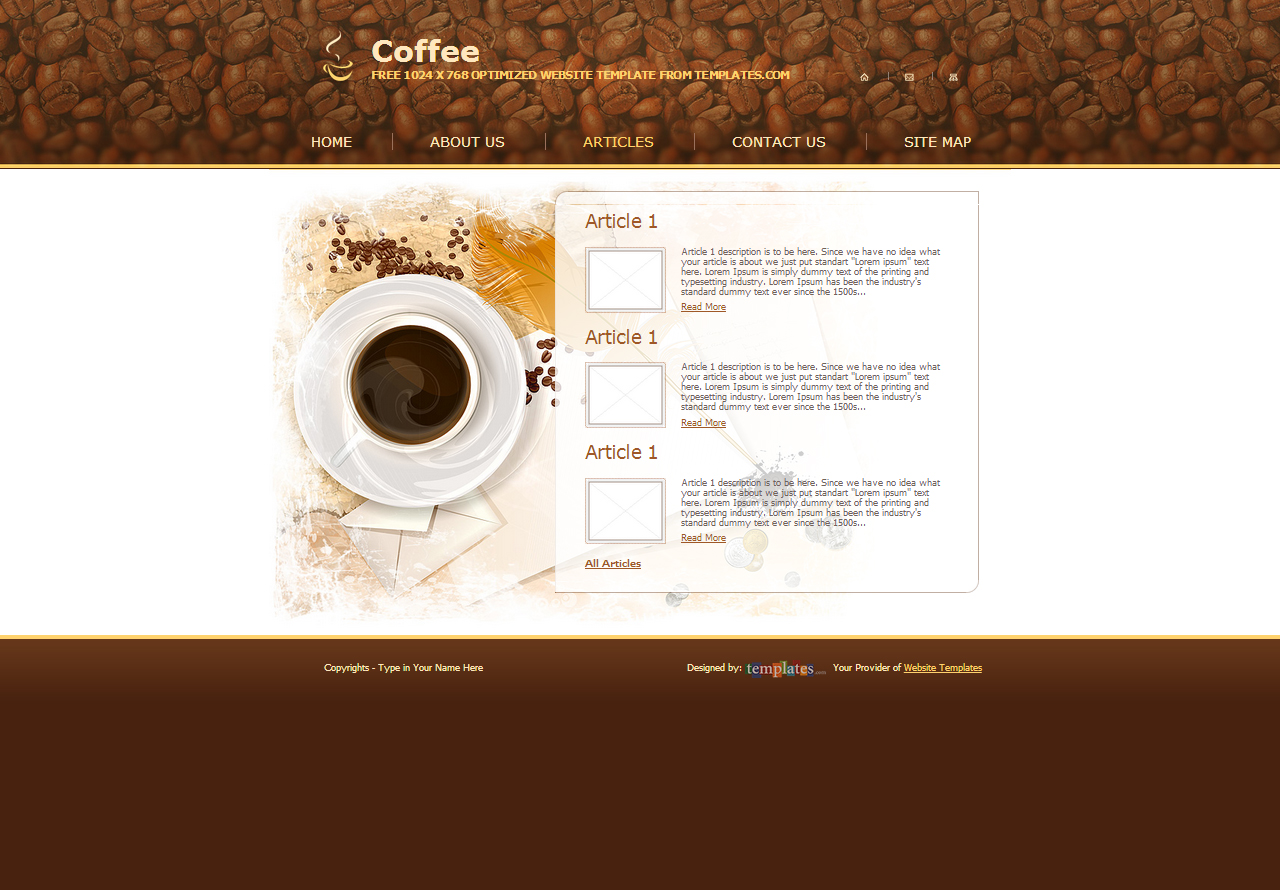 Coffee
FREE 1024 X 768 OPTIMIZED WEBSITE TEMPLATE FROM TEMPLATES.COM
HOME
ABOUT US
ARTICLES
CONTACT US
SITE MAP
Article 1
Article 1 description is to be here. Since we have no idea what
your article is about we just put standart "Lorem ipsum" text
here. Lorem Ipsum is simply dummy text of the printing and
typesetting industry. Lorem Ipsum has been the industry's
standard dummy text ever since the 1500s...
Read More
Article 1
Article 1 description is to be here. Since we have no idea what
your article is about we just put standart "Lorem ipsum" text
here. Lorem Ipsum is simply dummy text of the printing and
typesetting industry. Lorem Ipsum has been the industry's
standard dummy text ever since the 1500s...
Read More
Article 1
Article 1 description is to be here. Since we have no idea what
your article is about we just put standart "Lorem ipsum" text
here. Lorem Ipsum is simply dummy text of the printing and
typesetting industry. Lorem Ipsum has been the industry's
standard dummy text ever since the 1500s...
Read More
All Articles
Copyrights - Type in Your Name Here
Designed by: templates.com Your Provider of Website Templates